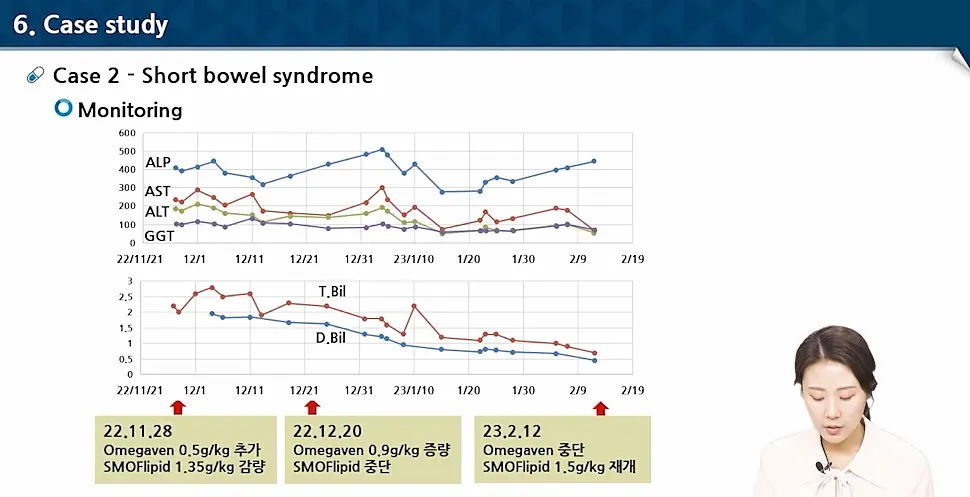 6. Case study
Case 2 - Short bowel syndrome
Monitoring
600
500
400
300
200
100
0
ALP
AST
ALT
GGT
22/11/21 12/1 12/11 12/21 12/31 23/1/10 1/20 1/30 2/9 2/19
3
2,5
2
1,5
1
0,5
0
T.Bil
D.Bil
22/11/21 12/1 12/11 12/21 12/31 23/1/10 1/20 1/30 2/9 2/19
22.11.28
Omegaven 0.5g/kg 추가
SMOFlipid 1.35g/kg 감량
22.12.20
Omegaven 0.9g/kg 증량
SMOFlipid 중단
23.2.12
Omegaven 중단
SMOFlipid 1.5g/kg 재개